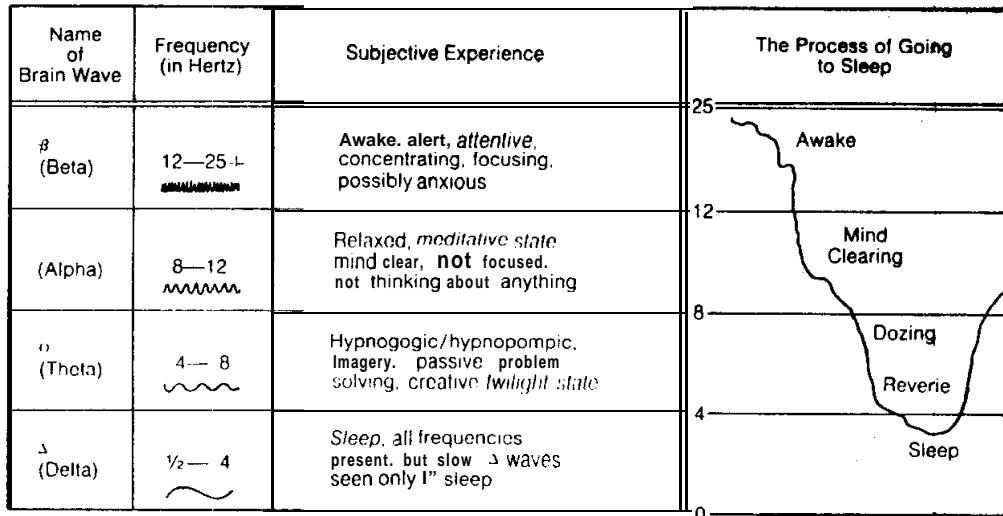 Name
of
Brain Wave
Frequency
(in Hertz)
Subjective Experience
The Process of Going
to Sleep
β
(Beta)
12—25+
Awake. alert, attentive,
concentrating, focusing,
possibly anxious
(Alpha)
8—12
Relaxed, meditative state
mind clear, not focused.
not thinking about anything
(Theta)
4— 8
Hypnogogic/hypnopompic,
Imagery. passive problem
solving, creative twilight state
Δ
(Delta)
½— 4
Sleep, all frequencies
present. but slow Δ waves
seen only I” sleep
25
Awake
12
Mind
Clearing
8
Dozing
Reverie
4
Sleep
0